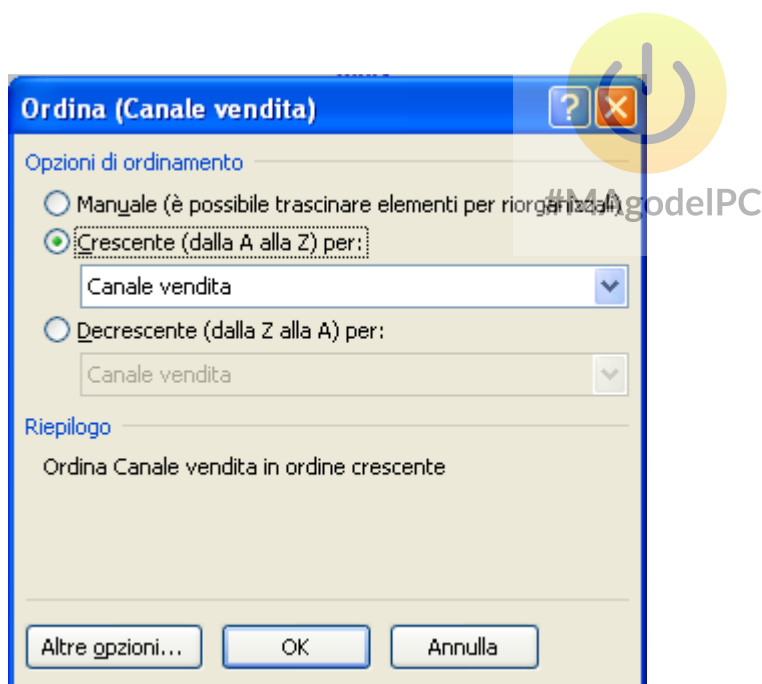 Ordina (Canale vendita)
Opzioni di ordinamento
Manuale (è possibile trascinare elementi per riorganizzali)
#MAgodelPC
Crescente (dalla A alla Z) per:
Canale vendita
Decrescente (dalla Z alla A) per:
Canale vendita
Riepilogo
Ordina Canale vendita in ordine crescente
Altre opzioni...
OK
Annulla